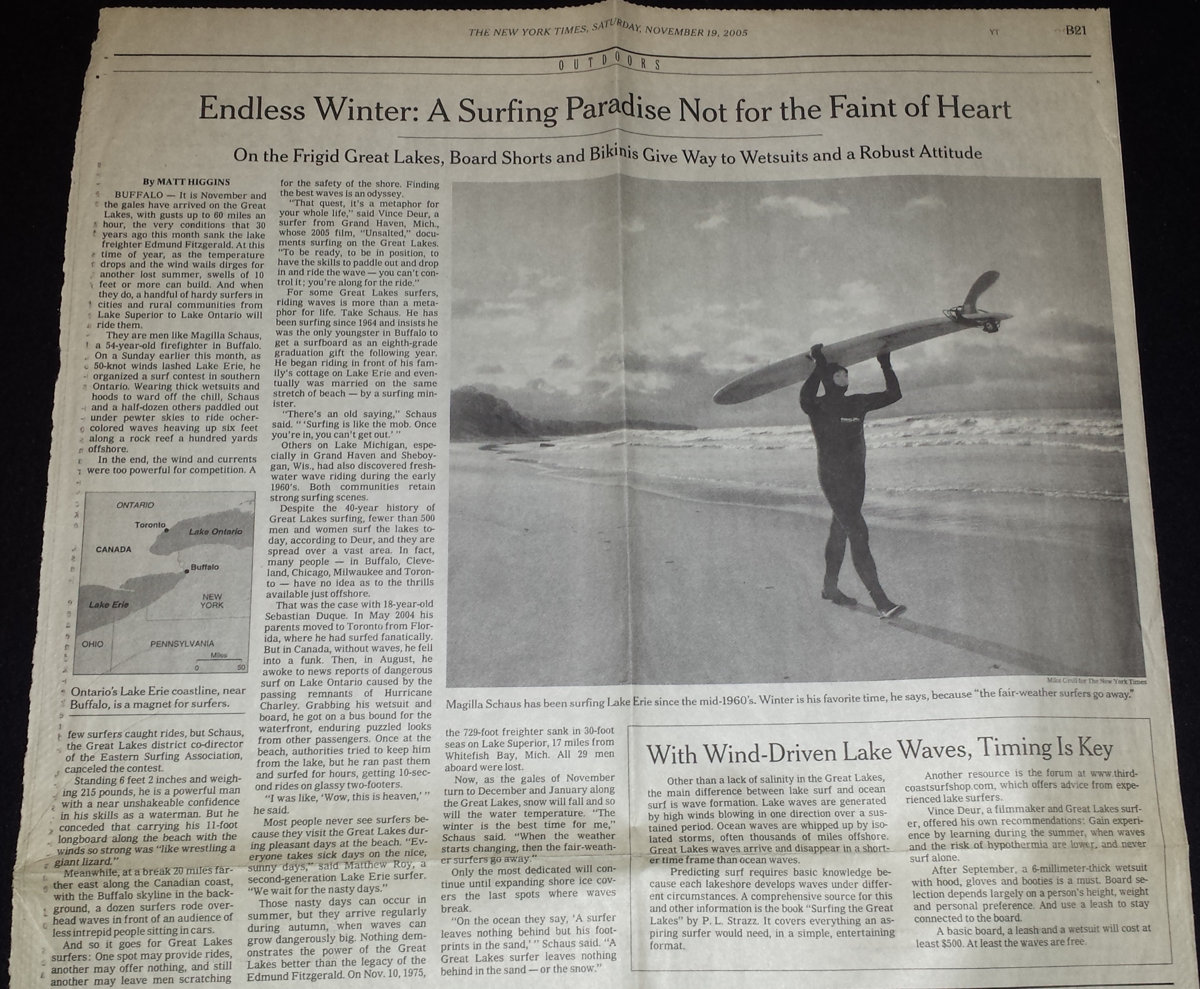 THE NEW YORK TIMES, SATURDAY, NOVEMBER 19, 2005
B21
OUTDOORS
Endless Winter: A Surfing Paradise Not for the Faint of Heart
On the Frigid Great Lakes, Board Shorts and Bikinis Give Way to Wetsuits and a Robust Attitude
By MATT HIGGINS
BUFFALO — It is November and
the gales have arrived on the Great
Lakes, with gusts up to 60 miles an
hour, the very conditions that 30
years ago this month sank the lake
freighter Edmund Fitzgerald. At this
time of year, as the temperature
drops and the wind wails dirges for
another lost summer, swells of 10
feet or more can build. And when
they do, a handful of hardy surfers in
cities and rural communities from
Lake Superior to Lake Ontario will
ride them.
They are men like Magilla Schaus,
a 54-year-old firefighter in Buffalo.
On a Sunday earlier this month, as
50-knot winds lashed Lake Erie, he
organized a surf contest in southern
Ontario. Wearing thick wetsuits and
hoods to ward off the chill, Schaus
and a half-dozen others paddled out
under pewter skies to ride ocher-
colored waves heaving up six feet
along a rock reef a hundred yards
offshore.
In the end, the wind and currents
were too powerful for competition. A
ONTARIO
Toronto
Lake Ontario
CANADA
Buffalo
Lake Erie
NEW
YORK
OHIO
PENNSYLVANIA
Miles
0 50
Ontario's Lake Erie coastline, near
Buffalo, is a magnet for surfers.
few surfers caught rides, but Schaus,
the Great Lakes district co-director
of the Eastern Surfing Association,
canceled the contest.
Standing 6 feet 2 inches and weigh-
ing 215 pounds, he is a powerful man
with a near unshakeable confidence
in his skills as a waterman. But he
conceded that carrying his 11-foot
longboard along the beach with the
winds so strong was "like wrestling a
giant lizard."
Meanwhile, at a break 20 miles far-
ther east along the Canadian coast,
with the Buffalo skyline in the back-
ground, a dozen surfers rode over-
head waves in front of an audience of
less intrepid people sitting in cars.
And so it goes for Great Lakes
surfers: One spot may provide rides,
another may offer nothing, and still
another may leave men scratching
for the safety of the shore. Finding
the best waves is an odyssey.
"That quest, it's a metaphor for
your whole life," said Vince Deur, a
surfer from Grand Haven, Mich.,
whose 2005 film, "Unsalted," docu-
ments surfing on the Great Lakes.
"To be ready, to be in position, to
have the skills to paddle out and drop
in and ride the wave — you can't con-
trol it; you're along for the ride."
For some Great Lakes surfers,
riding waves is more than a meta-
phor for life. Take Schaus. He has
been surfing since 1964 and insists he
was the only youngster in Buffalo to
get a surfboard as an eighth-grade
graduation gift the following year.
He began riding in front of his fam-
ily's cottage on Lake Erie and even-
tually was married on the same
stretch of beach — by a surfing min-
ister.
"There's an old saying," Schaus
said. " 'Surfing is like the mob. Once
you're in, you can't get out.' "
Others on Lake Michigan, espe-
cially in Grand Haven and Sheboy-
gan, Wis., had also discovered fresh-
water wave riding during the early
1960's. Both communities retain
strong surfing scenes.
Despite the 40-year history of
Great Lakes surfing, fewer than 500
men and women surf the lakes to-
day, according to Deur, and they are
spread over a vast area. In fact,
many people — in Buffalo, Cleve-
land, Chicago, Milwaukee and Toron-
to — have no idea as to the thrills
available just offshore.
That was the case with 18-year-old
Sebastian Duque. In May 2004 his
parents moved to Toronto from Flor-
ida, where he had surfed fanatically.
But in Canada, without waves, he fell
into a funk. Then, in August, he
awoke to news reports of dangerous
surf on Lake Ontario caused by the
passing remnants of Hurricane
Charley. Grabbing his wetsuit and
board, he got on a bus bound for the
waterfront, enduring puzzled looks
from other passengers. Once at the
beach, authorities tried to keep him
from the lake, but he ran past them
and surfed for hours, getting 10-sec-
ond rides on glassy two-footers.
"I was like, 'Wow, this is heaven,' "
he said.
Most people never see surfers be-
cause they visit the Great Lakes dur-
ing pleasant days at the beach. "Ev-
eryone takes sick days on the nice,
sunny days," said Matthew Roy, a
second-generation Lake Erie surfer.
"We wait for the nasty days."
Those nasty days can occur in
summer, but they arrive regularly
during autumn, when waves can
grow dangerously big. Nothing dem-
onstrates the power of the Great
Lakes better than the legacy of the
Edmund Fitzgerald. On Nov. 10, 1975,
Mike Groll for The New York Times
Magilla Schaus has been surfing Lake Erie since the mid-1960's. Winter is his favorite time, he says, because "the fair-weather surfers go away."
the 729-foot freighter sank in 30-foot
seas on Lake Superior, 17 miles from
Whitefish Bay, Mich. All 29 men
aboard were lost.
Now, as the gales of November
turn to December and January along
the Great Lakes, snow will fall and so
will the water temperature. "The
winter is the best time for me,"
Schaus said. "When the weather
starts changing, then the fair-weath-
er surfers go away."
Only the most dedicated will con-
tinue until expanding shore ice cov-
ers the last spots where waves
break.
"On the ocean they say, 'A surfer
leaves nothing behind but his foot-
prints in the sand,' " Schaus said. "A
Great Lakes surfer leaves nothing
behind in the sand — or the snow."
With Wind-Driven Lake Waves, Timing Is Key
Other than a lack of salinity in the Great Lakes,
the main difference between lake surf and ocean
surf is wave formation. Lake waves are generated
by high winds blowing in one direction over a sus-
tained period. Ocean waves are whipped up by iso-
lated storms, often thousands of miles offshore.
Great Lakes waves arrive and disappear in a short-
er time frame than ocean waves.
Predicting surf requires basic knowledge be-
cause each lakeshore develops waves under differ-
ent circumstances. A comprehensive source for this
and other information is the book "Surfing the Great
Lakes" by P. L. Strazz. It covers everything an as-
piring surfer would need, in a simple, entertaining
format.
Another resource is the forum at www.third-
coastsurfshop.com, which offers advice from expe-
rienced lake surfers.
Vince Deur, a filmmaker and Great Lakes surf-
er, offered his own recommendations: Gain experi-
ence by learning during the summer, when waves
and the risk of hypothermia are lower, and never
surf alone.
After September, a 6-millimeter-thick wetsuit
with hood, gloves and booties is a must. Board se-
lection depends largely on a person's height, weight
and personal preference. And use a leash to stay
connected to the board.
A basic board, a leash and a wetsuit will cost at
least $500. At least the waves are free.